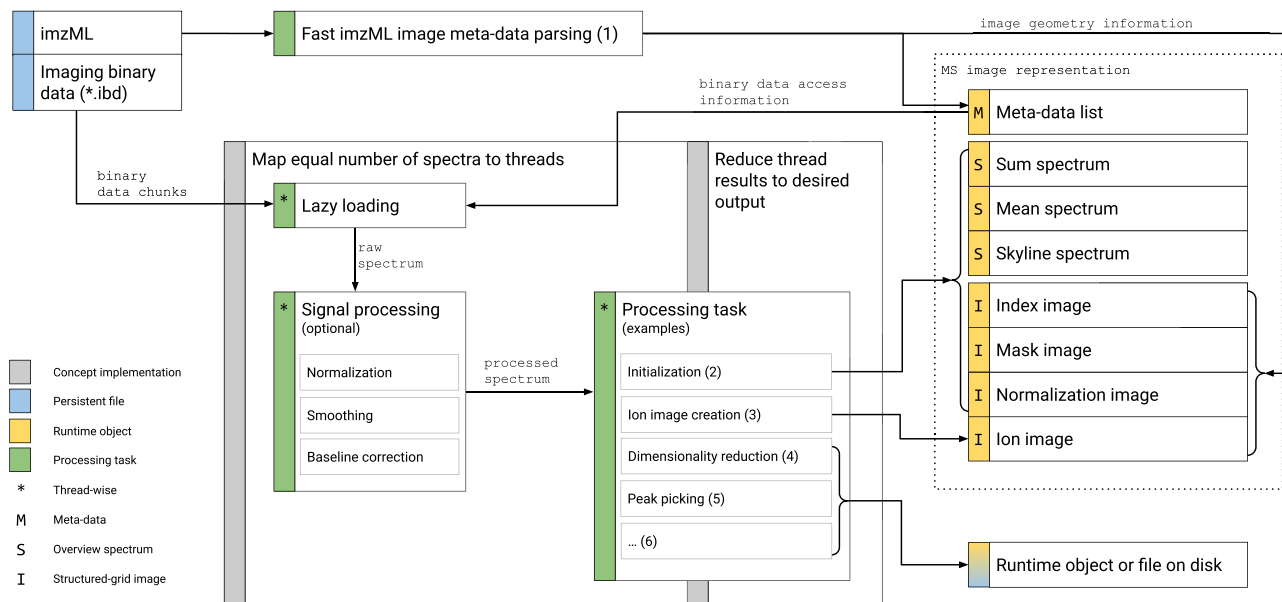 imzML
Imaging binary
data (*.ibd)
Fast imzML image meta-data parsing (1)
image geometry information
MS image representation
binary data access
information
M Meta-data list
Map equal number of spectra to threads
Reduce thread
results to desired
output
binary
data chunks
* Lazy loading
raw
spectrum
S Sum spectrum
S Mean spectrum
S Skyline spectrum
I Index image
I Mask image
I Normalization image
I Ion image
* Signal processing
(optional)
Normalization
Smoothing
Baseline correction
processed
spectrum
* Processing task
(examples)
Initialization (2)
Ion image creation (3)
Dimensionality reduction (4)
Peak picking (5)
... (6)
Runtime object or file on disk
Concept implementation
Persistent file
Runtime object
Processing task
* Thread-wise
M Meta-data
S Overview spectrum
I Structured-grid image